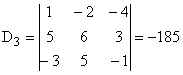 D₃ = | 1 − 2 − 4 |
| 5 6 3 | = −185
| − 3 5 −1 |